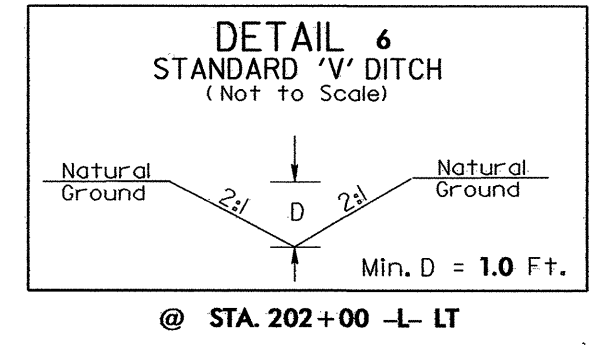 DETAIL 6
STANDARD 'V' DITCH
(Not to Scale)
Natural
Ground
2:1
D
2:1
Natural
Ground
Min. D = 1.0 Ft.
@ STA. 202+00 -L- LT